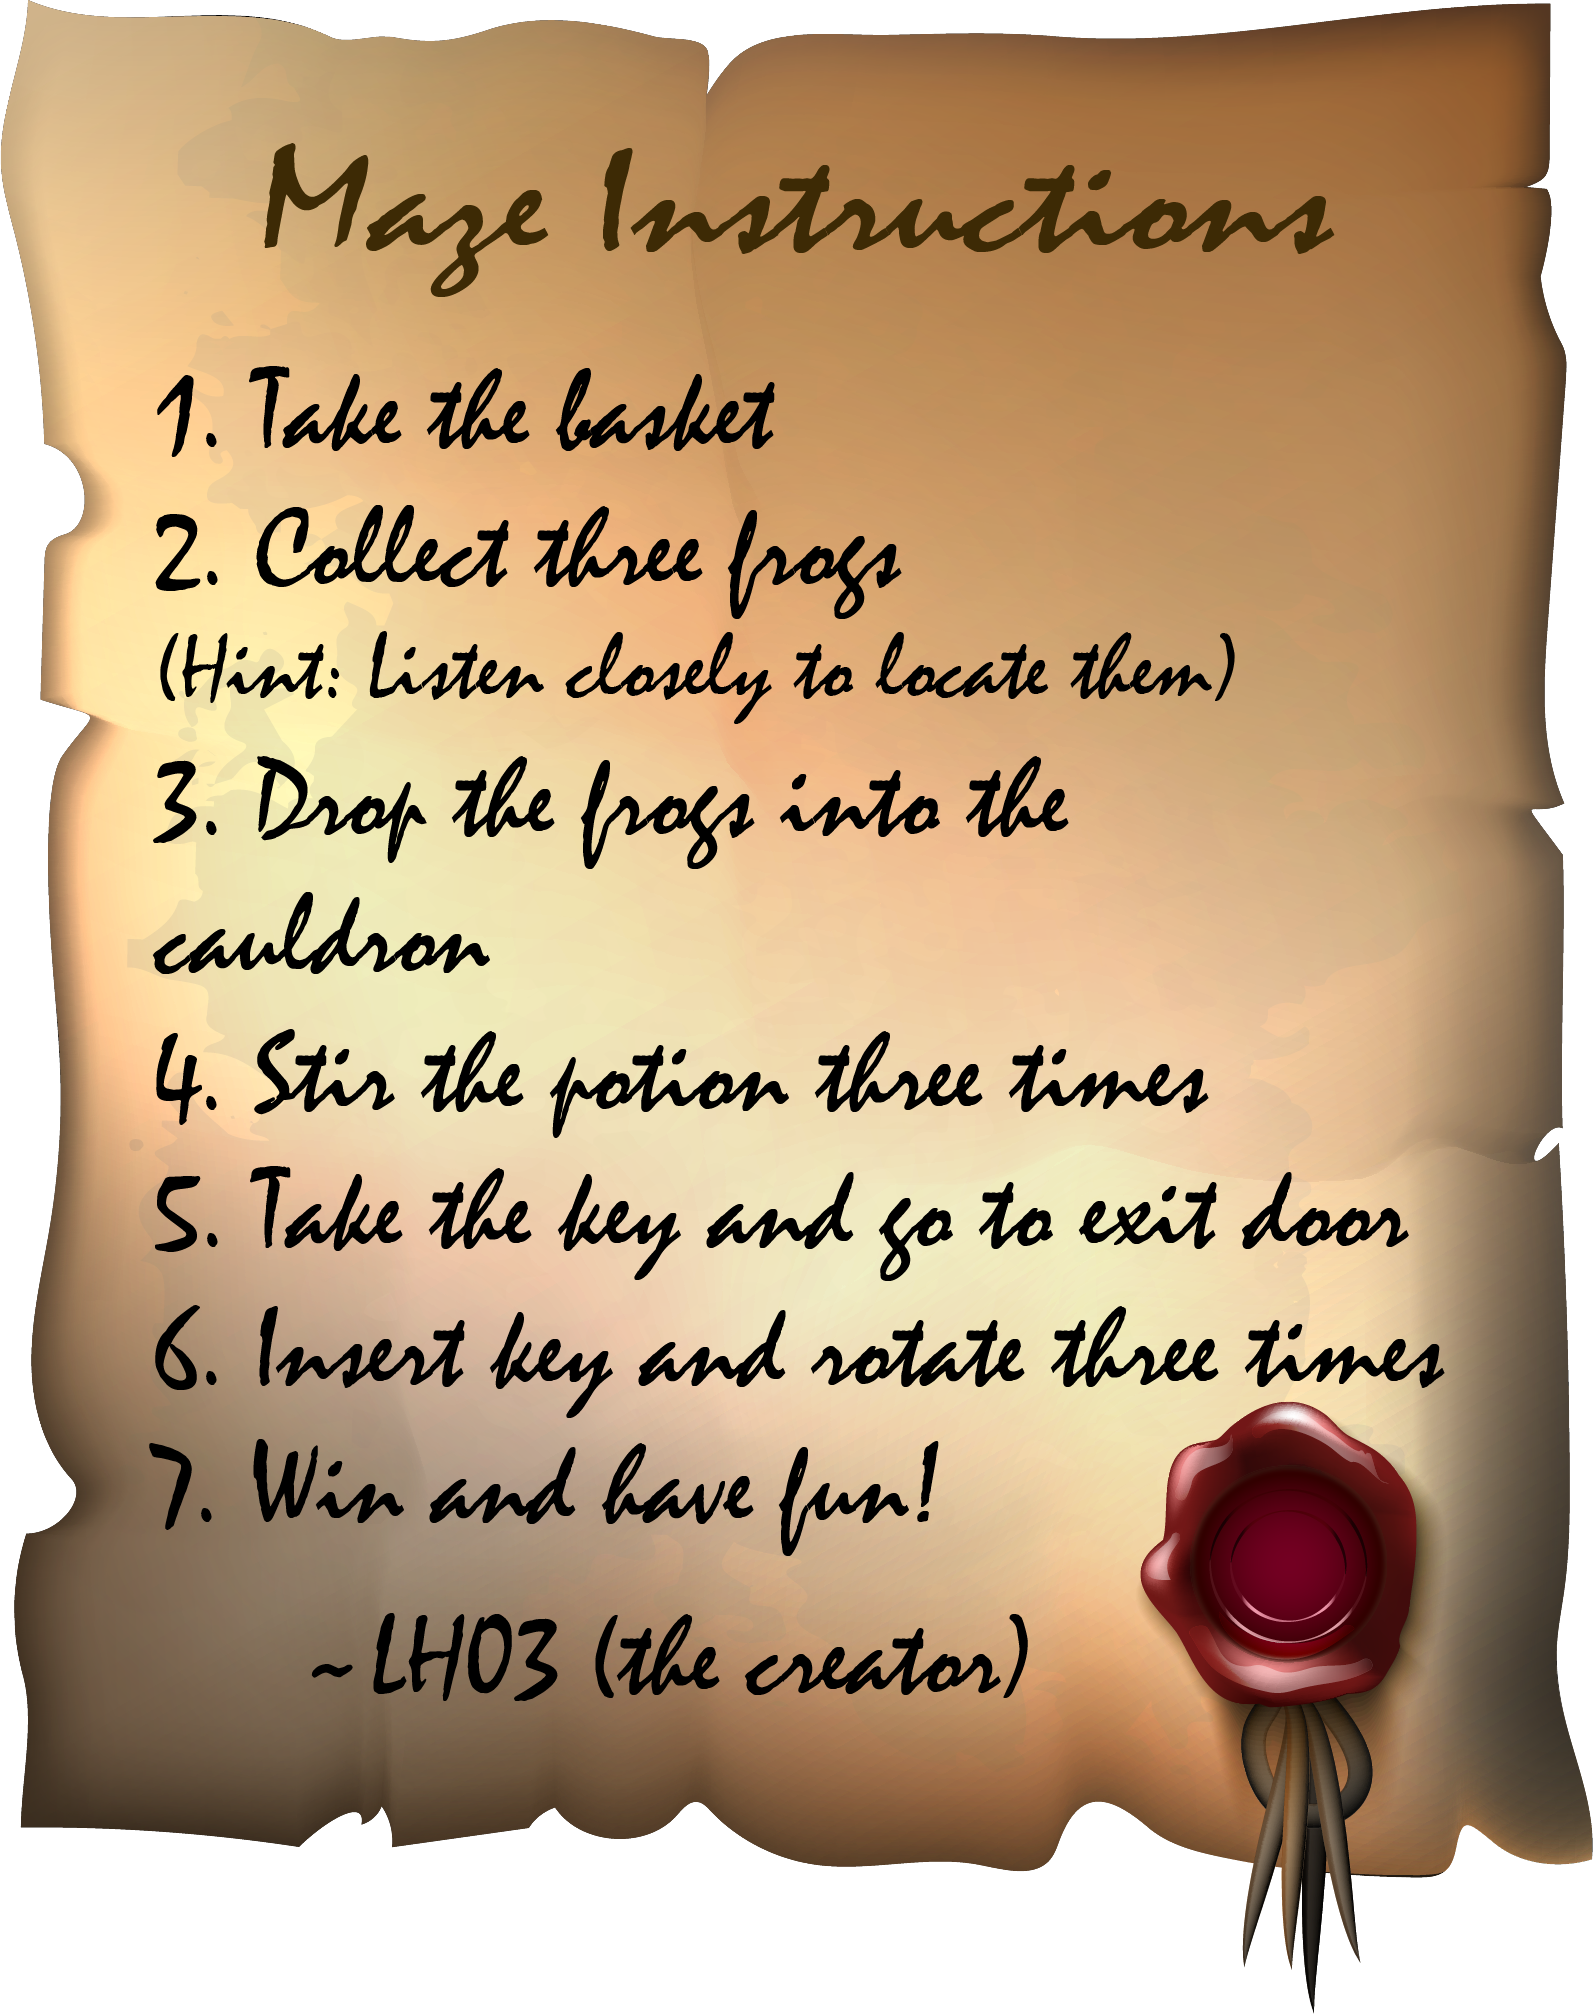 Maze Instructions
1. Take the basket
2. Collect three frogs
(Hint: Listen closely to locate them)
3. Drop the frogs into the
cauldron
4. Stir the potion three times
5. Take the key and go to exit door
6. Insert key and rotate three times
7. Win and have fun!
~LH03 (the creator)